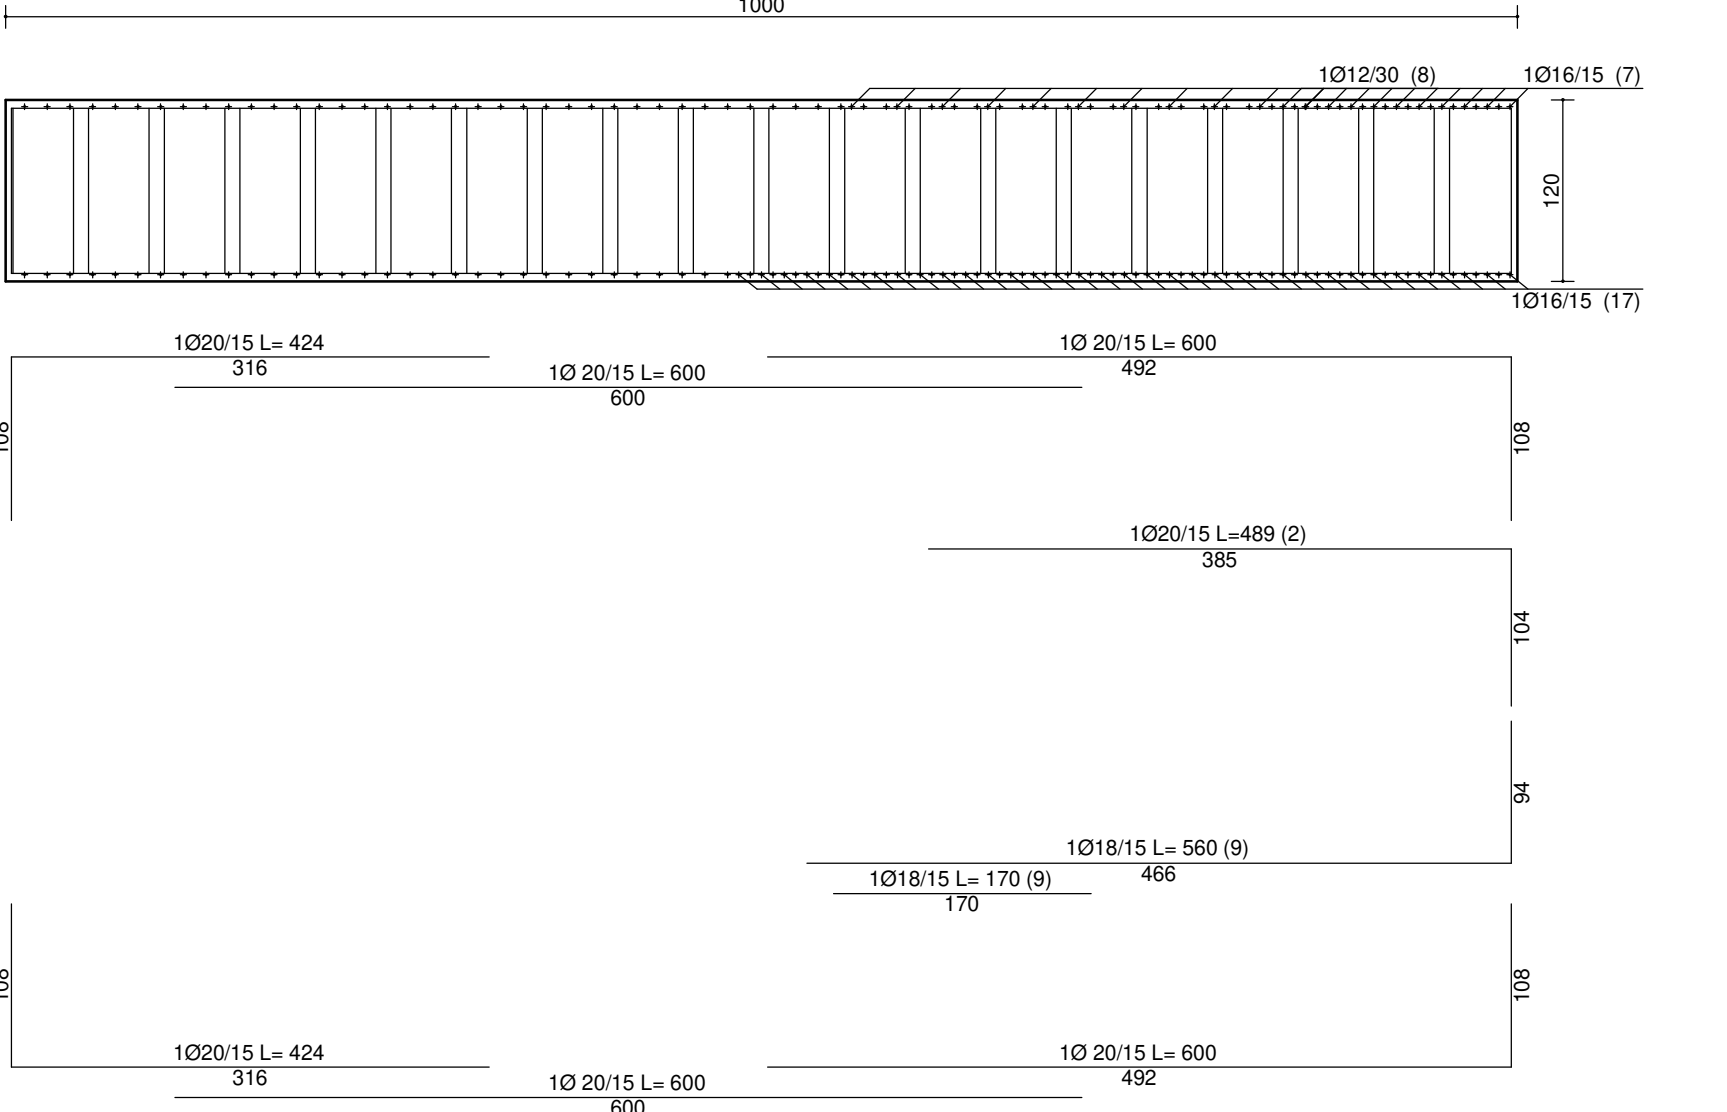 1000
1Ø12/30 (8)
1Ø16/15 (7)
120
1Ø16/15 (17)
1Ø20/15 L= 424
316
1Ø 20/15 L= 600
492
1Ø 20/15 L= 600
600
108
108
1Ø20/15 L=489 (2)
385
104
94
1Ø18/15 L= 560 (9)
466
1Ø18/15 L= 170 (9)
170
108
108
1Ø20/15 L= 424
316
1Ø 20/15 L= 600
492
1Ø 20/15 L= 600
600